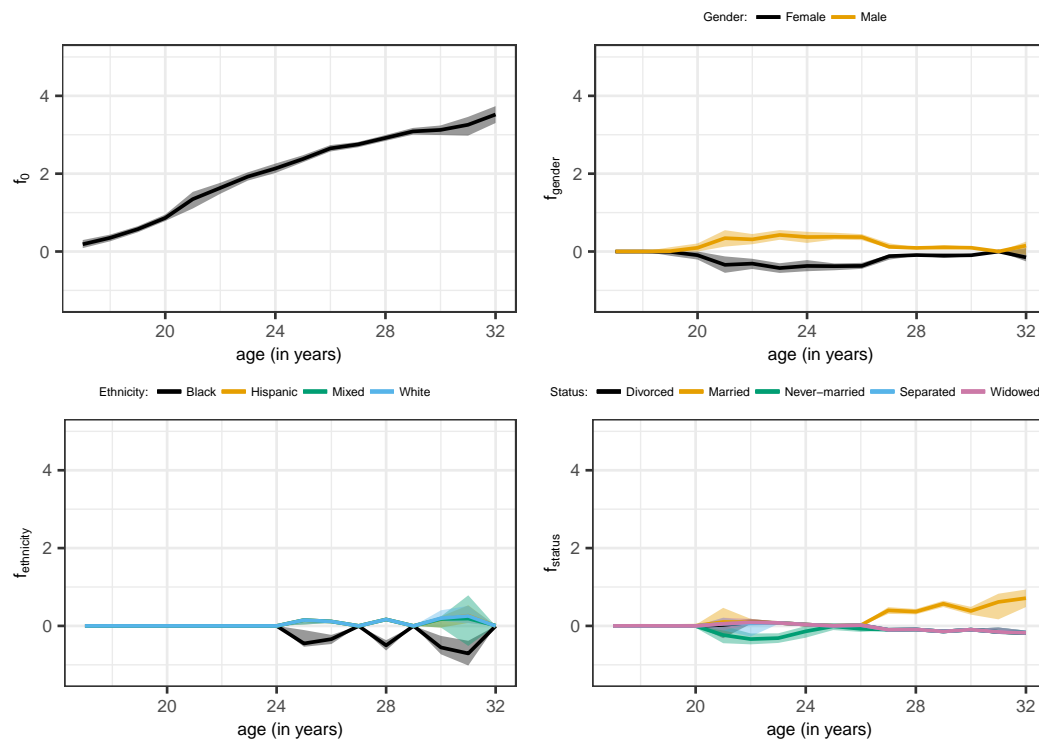 Gender: Female Male
4
2
0
f0
20 24 28 32
age (in years)
4
2
0
fgender
20 24 28 32
age (in years)
Ethnicity: Black Hispanic Mixed White
4
2
0
fethnicity
20 24 28 32
age (in years)
Status: Divorced Married Never−married Separated Widowed
4
2
0
fstatus
20 24 28 32
age (in years)